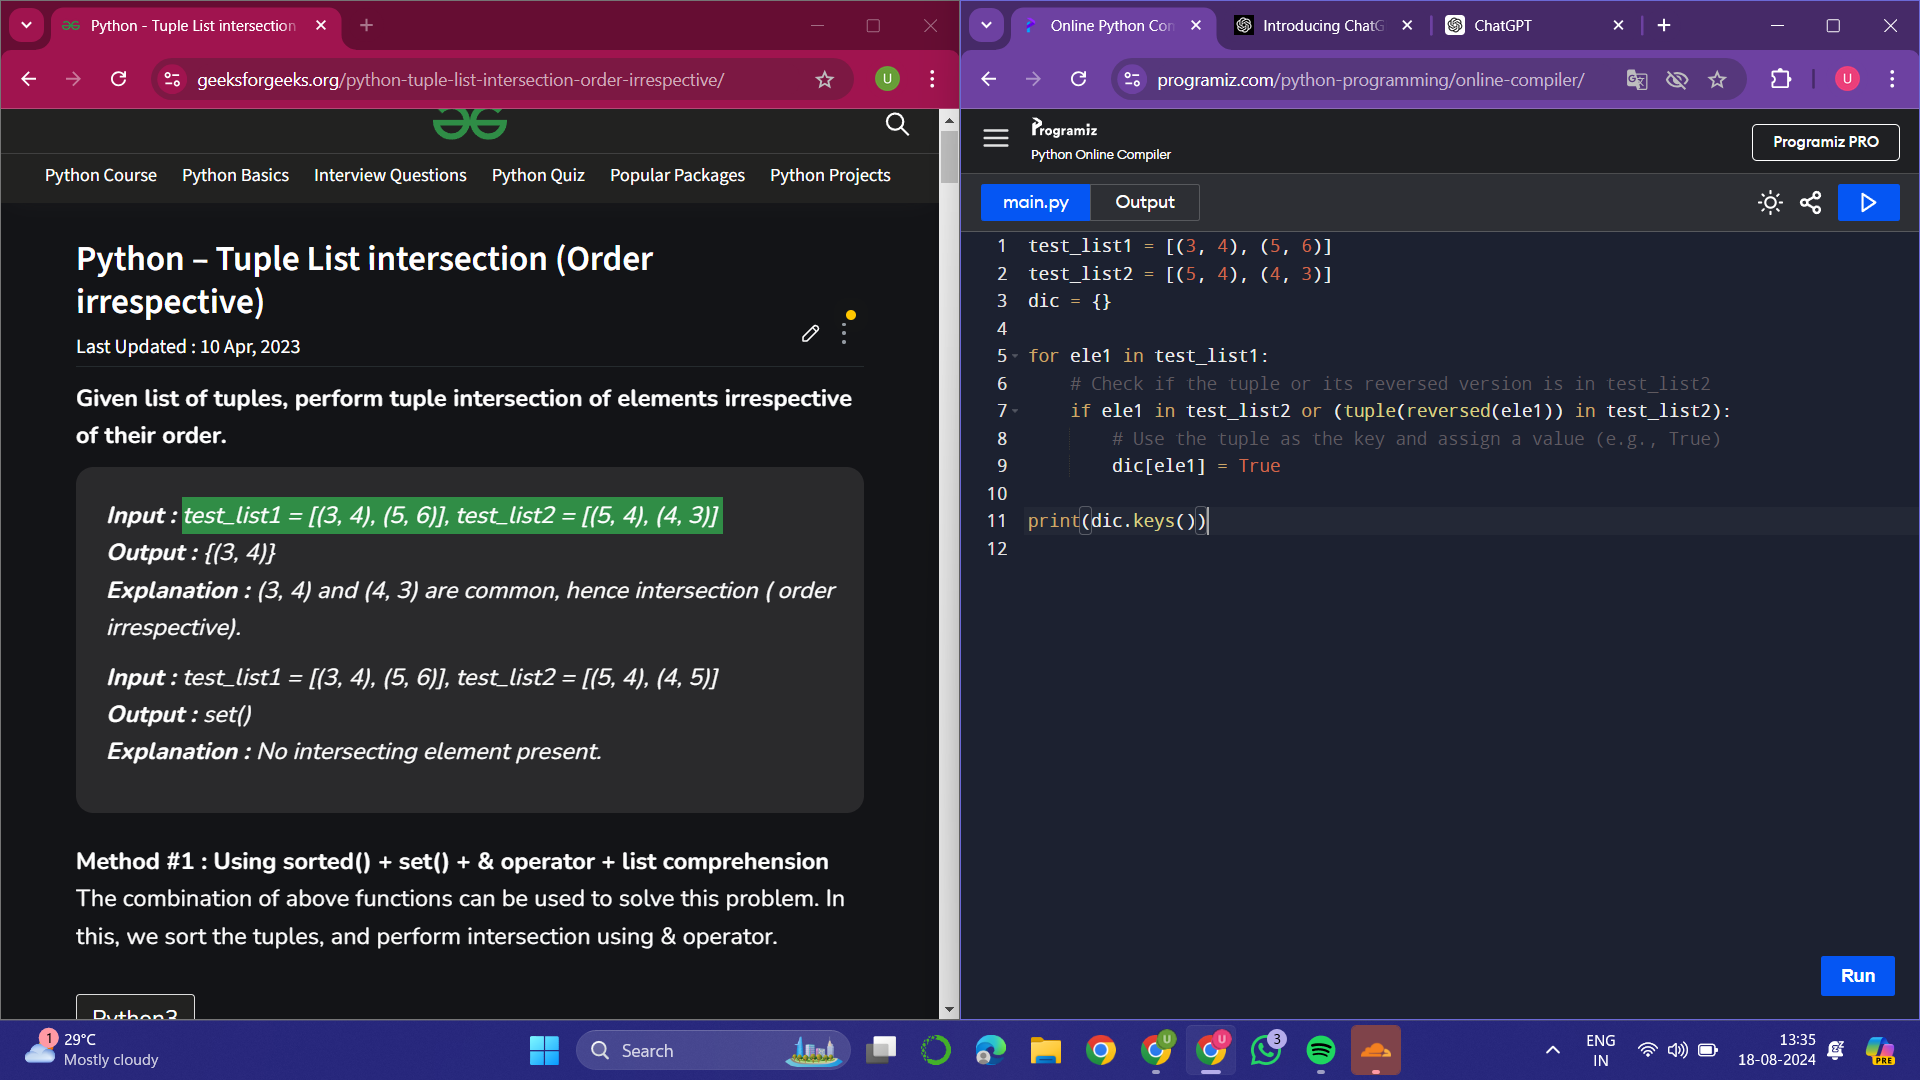 Python - Tuple List intersection
geeksforgeeks.org/python-tuple-list-intersection-order-irrespective/
U
Python Course Python Basics Interview Questions Python Quiz Popular Packages Python Projects
Python – Tuple List intersection (Order
irrespective)
Last Updated : 10 Apr, 2023
Given list of tuples, perform tuple intersection of elements irrespective
of their order.
Input : test_list1 = [(3, 4), (5, 6)], test_list2 = [(5, 4), (4, 3)]
Output : {(3, 4)}
Explanation : (3, 4) and (4, 3) are common, hence intersection ( order
irrespective).
Input : test_list1 = [(3, 4), (5, 6)], test_list2 = [(5, 4), (4, 5)]
Output : set()
Explanation : No intersecting element present.
Method #1 : Using sorted() + set() + & operator + list comprehension
The combination of above functions can be used to solve this problem. In
this, we sort the tuples, and perform intersection using & operator.
Python3
Online Python Con
Introducing ChatG
ChatGPT
programiz.com/python-programming/online-compiler/
U
Programiz
Python Online Compiler
Programiz PRO
main.py
Output
1 test_list1 = [(3, 4), (5, 6)]
2 test_list2 = [(5, 4), (4, 3)]
3 dic = {}
4
5 for ele1 in test_list1:
6 # Check if the tuple or its reversed version is in test_list2
7 if ele1 in test_list2 or (tuple(reversed(ele1)) in test_list2):
8 # Use the tuple as the key and assign a value (e.g., True)
9 dic[ele1] = True
10
11 print(dic.keys())
12
Run
1
29°C
Mostly cloudy
Search
U
U
3
ENG
IN
13:35
18-08-2024
PRE